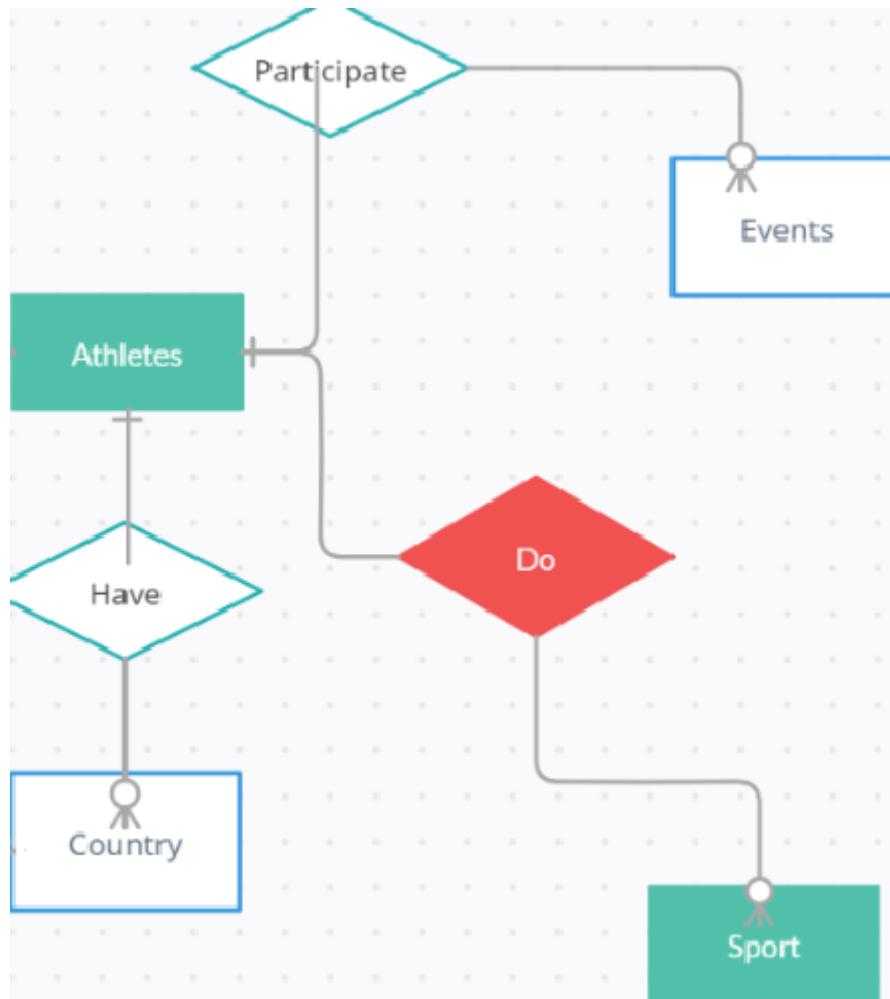 Participate
Events
Athletes
Do
Have
Country
Sport